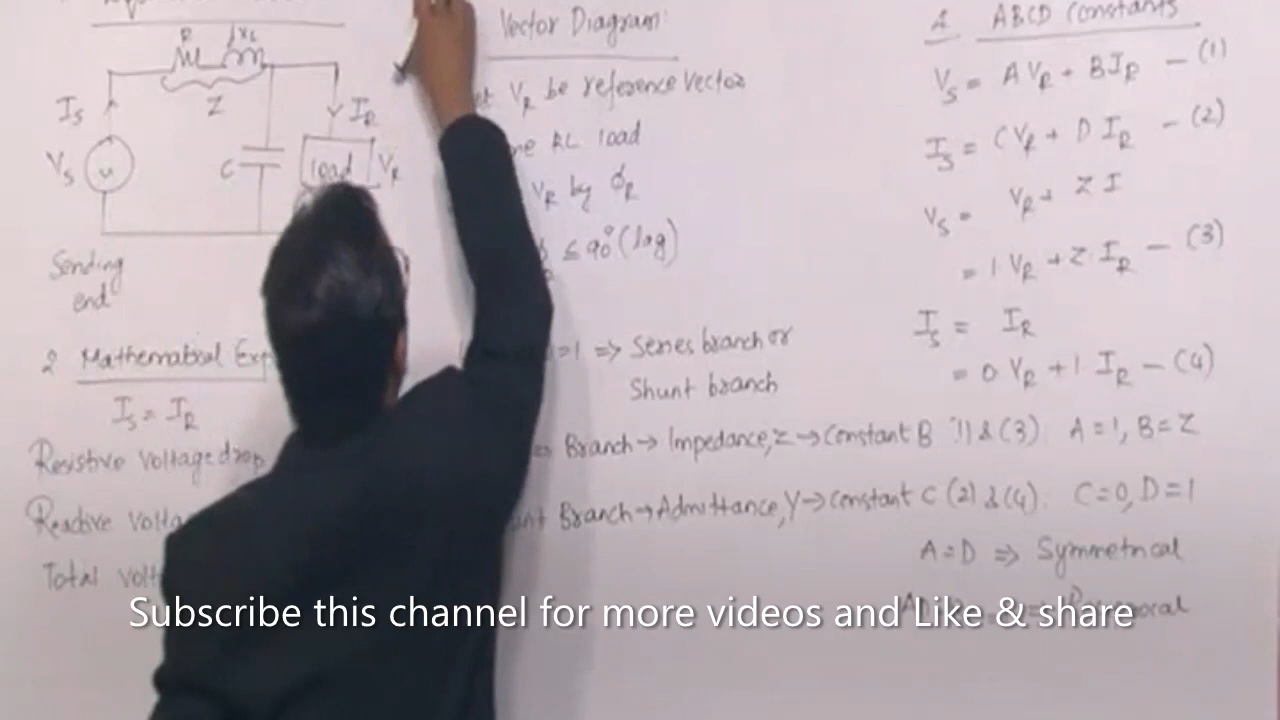 R jxL
Z
Is
IR
Vs
C
load
VR
Sending
end
2 Mathematical Exp
Is = IR
Resistive voltage drop
Reactive volta
Total volt
Vector Diagram:
VR be reference vector
RL load
VR by ϕR
≤ 90° (lag)
=1 => Series branch or
Shunt branch
Branch → Impedance, Z → Constant B
Branch → Admittance, Y → Constant C
4. ABCD Constants
Vs = A VR + B IR - (1)
Is = C VR + D IR - (2)
Vs = VR + Z I
= 1 VR + Z IR - (3)
Is = IR
= 0 VR + 1 IR - (4)
(1) & (3) A = 1, B = Z
(2) & (4). C = 0, D = 1
A = D => Symmetrical
Subscribe this channel for more videos and Like & share